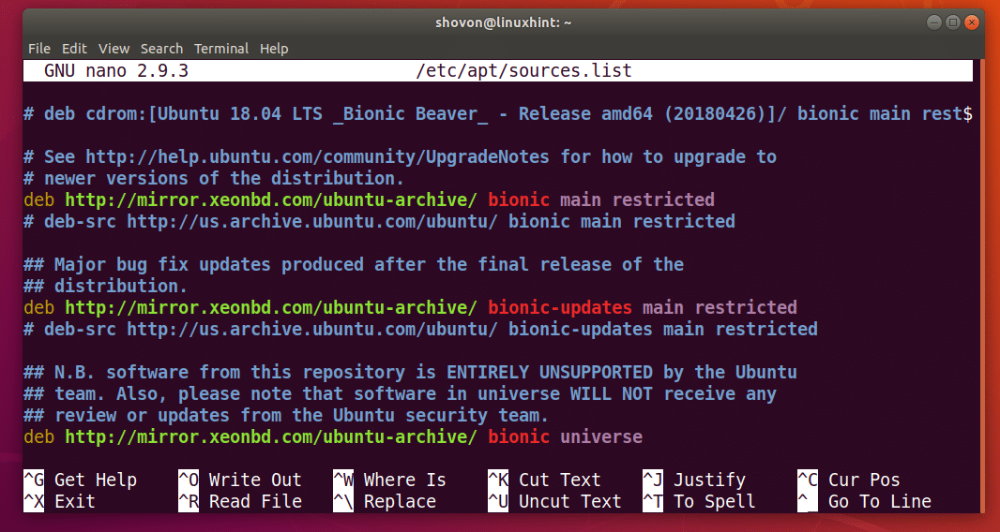 shovon@linuxhint: ~
File Edit View Search Terminal Help
GNU nano 2.9.3 /etc/apt/sources.list
# deb cdrom:[Ubuntu 18.04 LTS _Bionic Beaver_ - Release amd64 (20180426)]/ bionic main rest$
# See http://help.ubuntu.com/community/UpgradeNotes for how to upgrade to
# newer versions of the distribution.
deb http://mirror.xeonbd.com/ubuntu-archive/ bionic main restricted
# deb-src http://us.archive.ubuntu.com/ubuntu/ bionic main restricted
## Major bug fix updates produced after the final release of the
## distribution.
deb http://mirror.xeonbd.com/ubuntu-archive/ bionic-updates main restricted
# deb-src http://us.archive.ubuntu.com/ubuntu/ bionic-updates main restricted
## N.B. software from this repository is ENTIRELY UNSUPPORTED by the Ubuntu
## team. Also, please note that software in universe WILL NOT receive any
## review or updates from the Ubuntu security team.
deb http://mirror.xeonbd.com/ubuntu-archive/ bionic universe
^G Get Help ^O Write Out ^W Where Is ^K Cut Text ^J Justify ^C Cur Pos
^X Exit ^R Read File ^\ Replace ^U Uncut Text ^T To Spell ^_ Go To Line